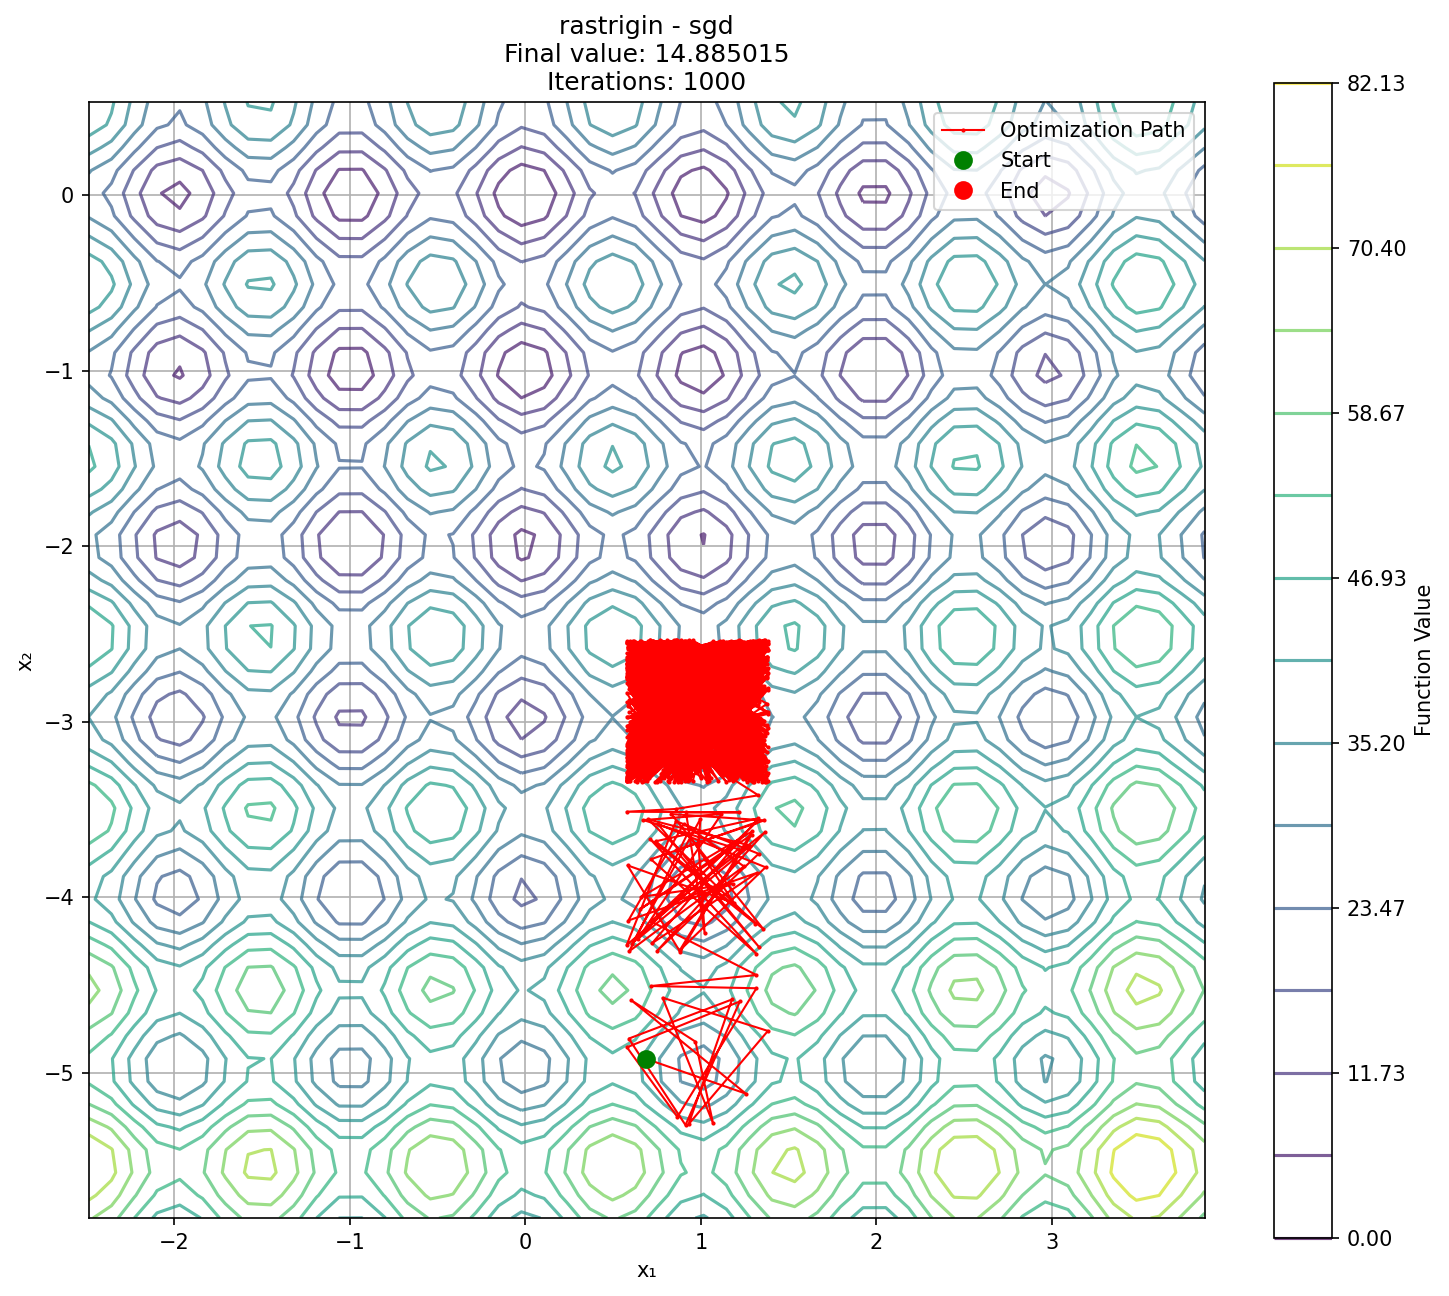 rastrigin - sgd
Final value: 14.885015
Iterations: 1000
Optimization Path
Start
End
0
−1
−2
−3
−4
−5
x₂
−2
−1
0
1
2
3
x₁
82.13
70.40
58.67
46.93
35.20
23.47
11.73
0.00
Function Value